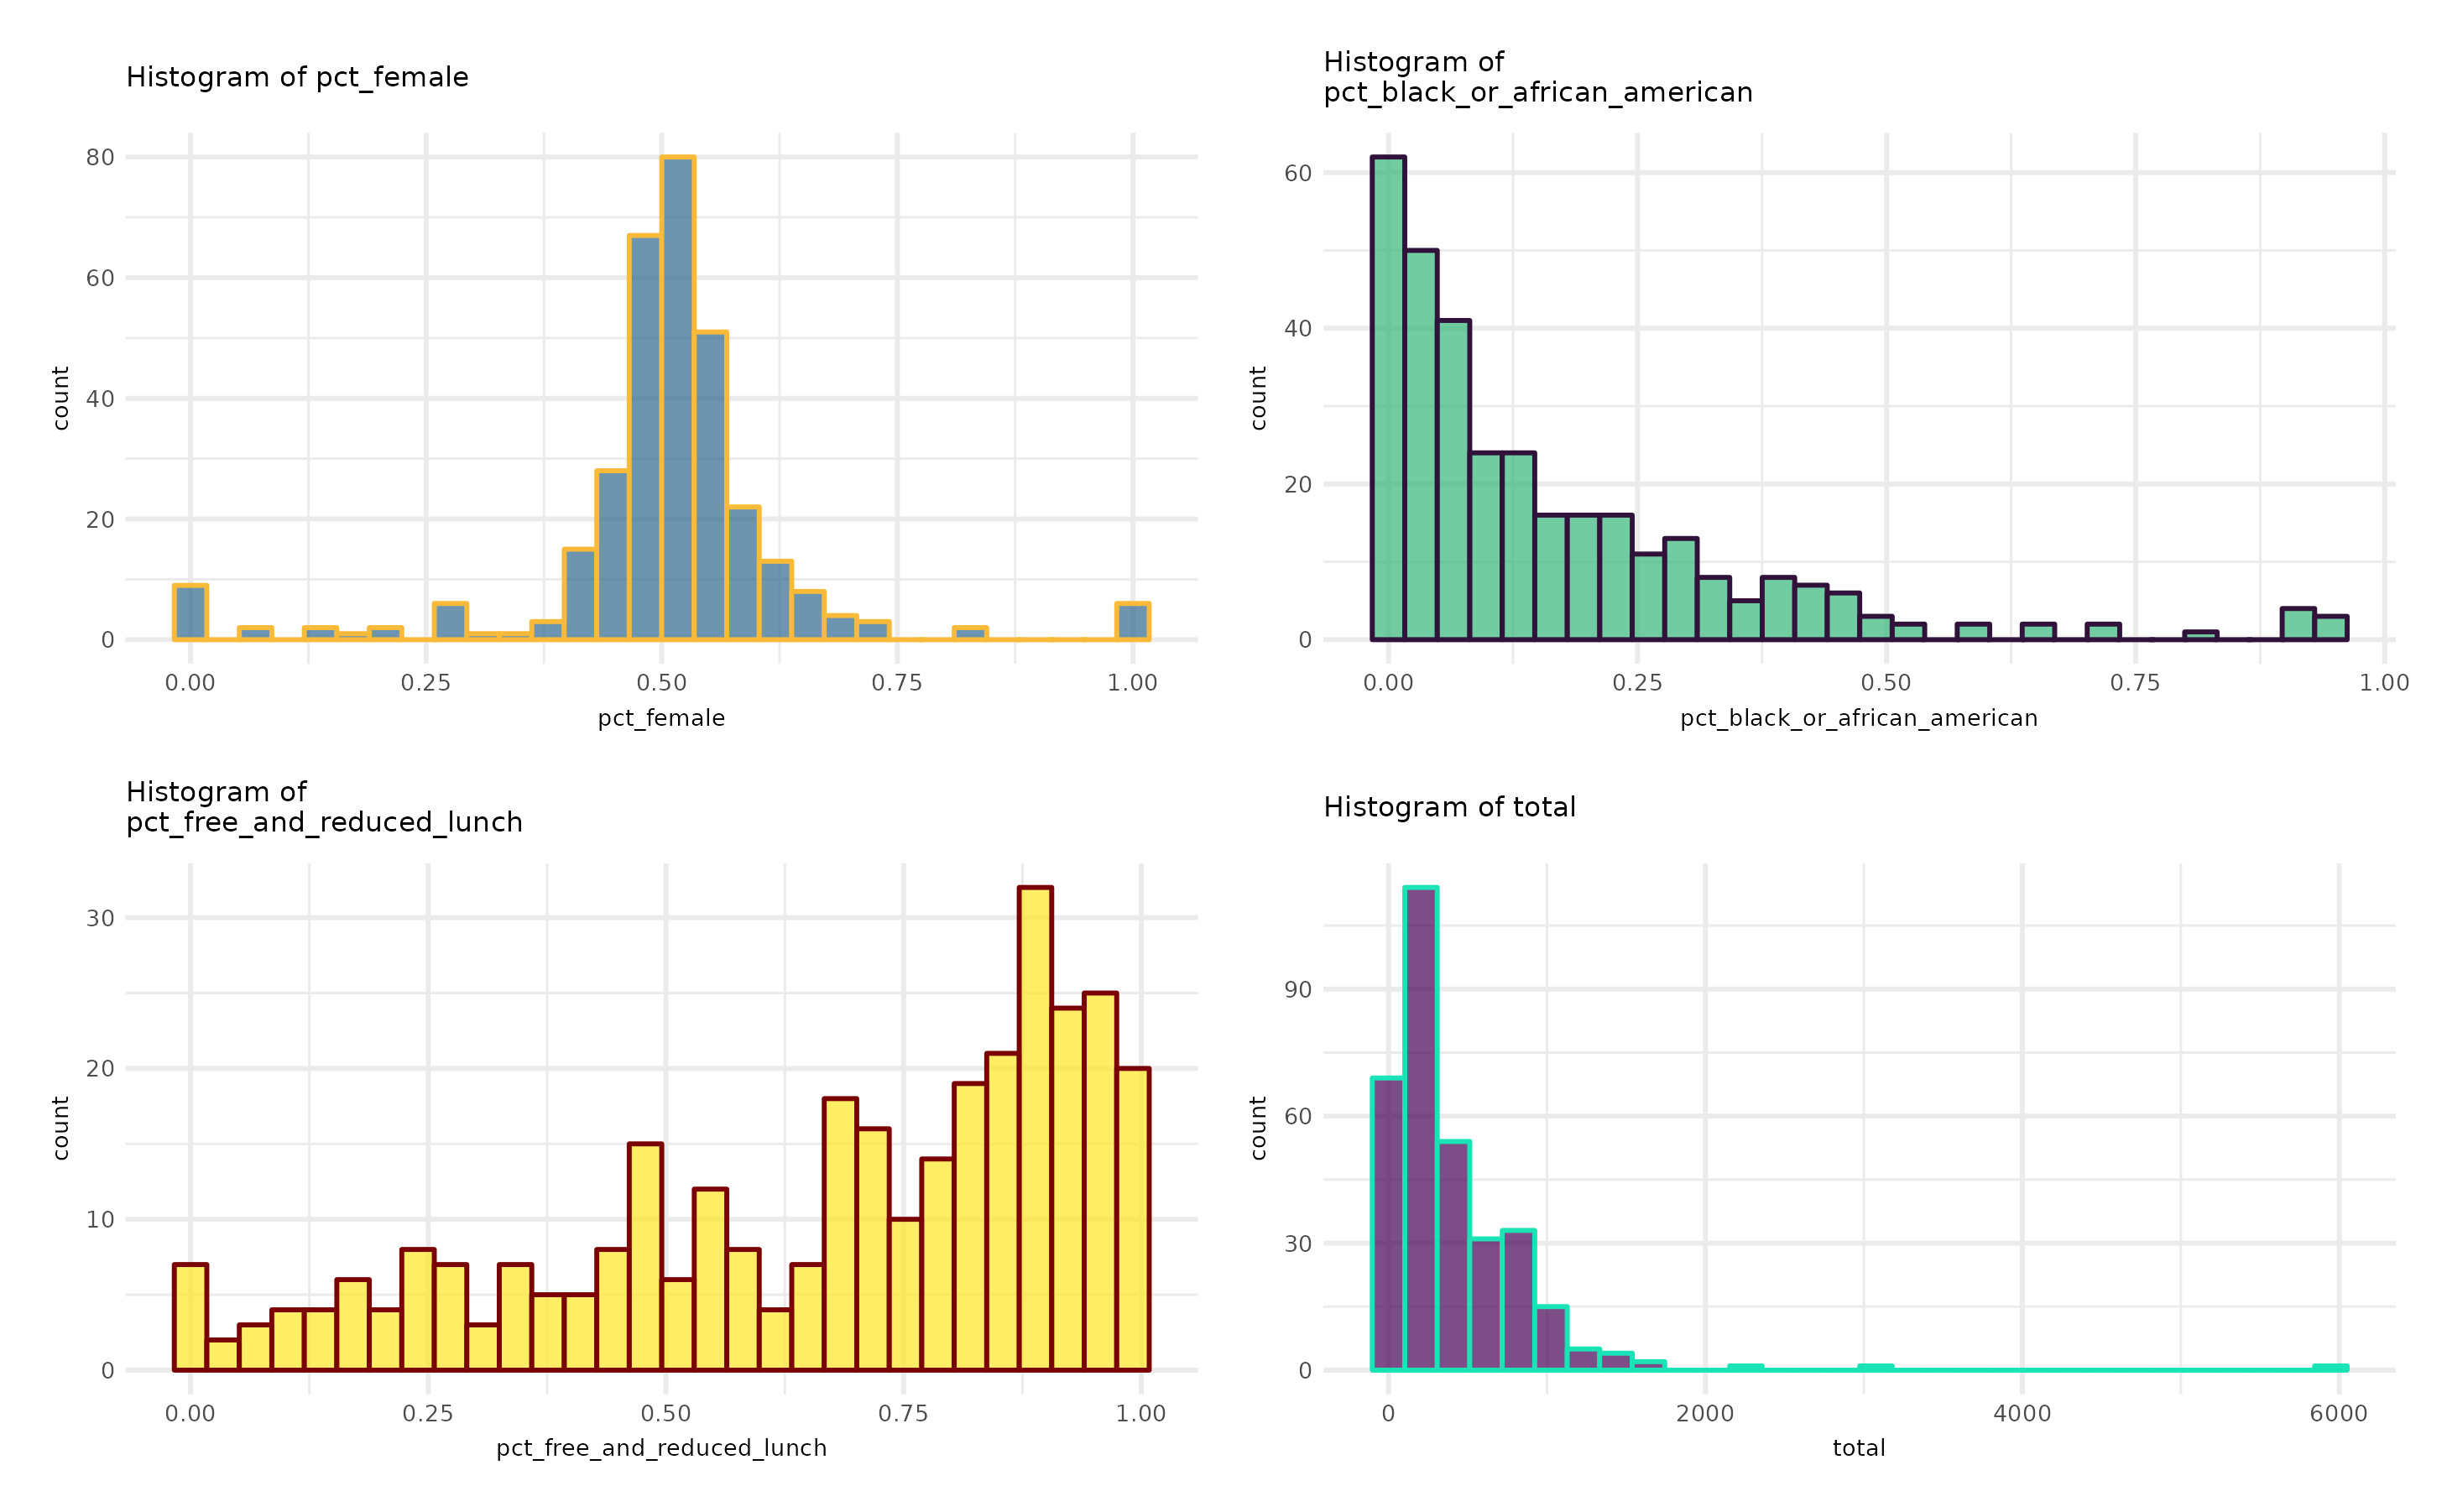 Histogram of pct_female
count
80
60
40
20
0
0.00 0.25 0.50 0.75 1.00
pct_female
Histogram of
pct_black_or_african_american
count
60
40
20
0
0.00 0.25 0.50 0.75 1.00
pct_black_or_african_american
Histogram of
pct_free_and_reduced_lunch
count
30
20
10
0
0.00 0.25 0.50 0.75 1.00
pct_free_and_reduced_lunch
Histogram of total
count
90
60
30
0
0 2000 4000 6000
total